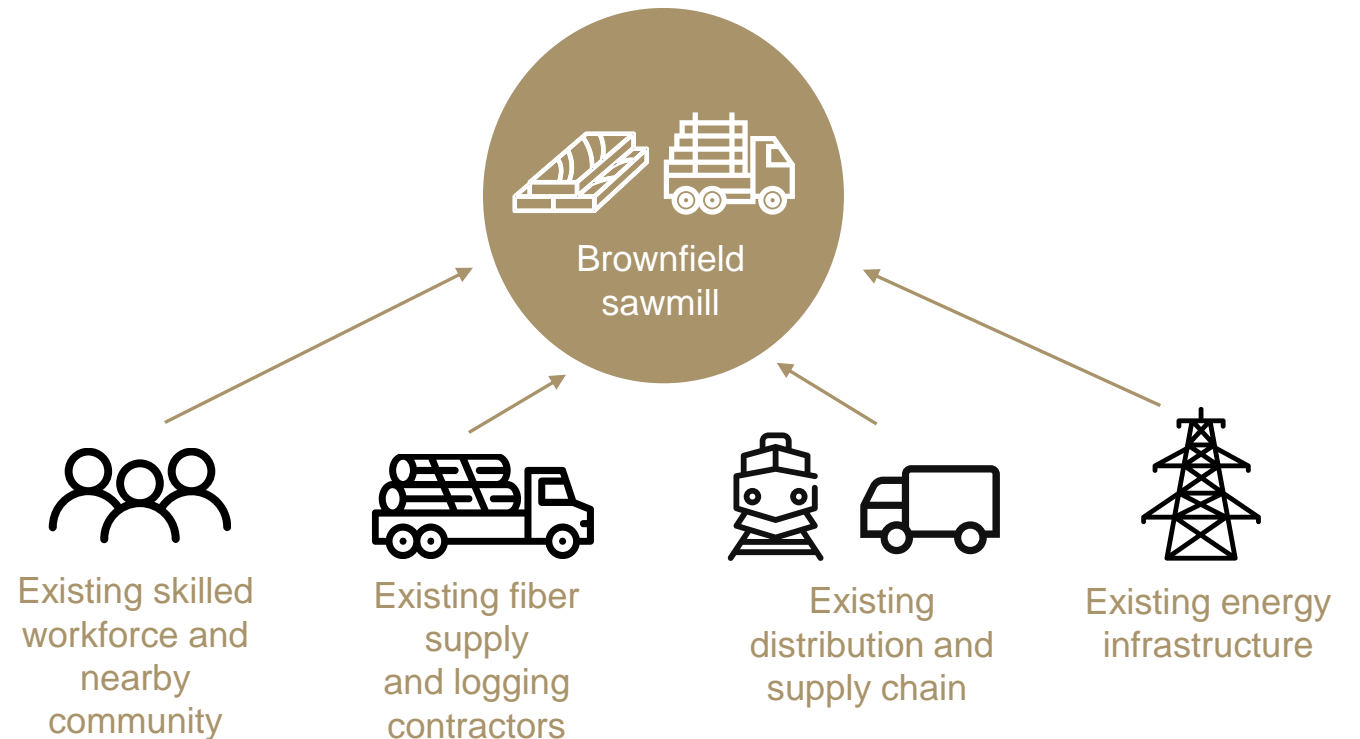 Brownfield
sawmill
Existing skilled
workforce and
nearby
community
Existing fiber
supply
and logging
contractors
Existing
distribution and
supply chain
Existing energy
infrastructure